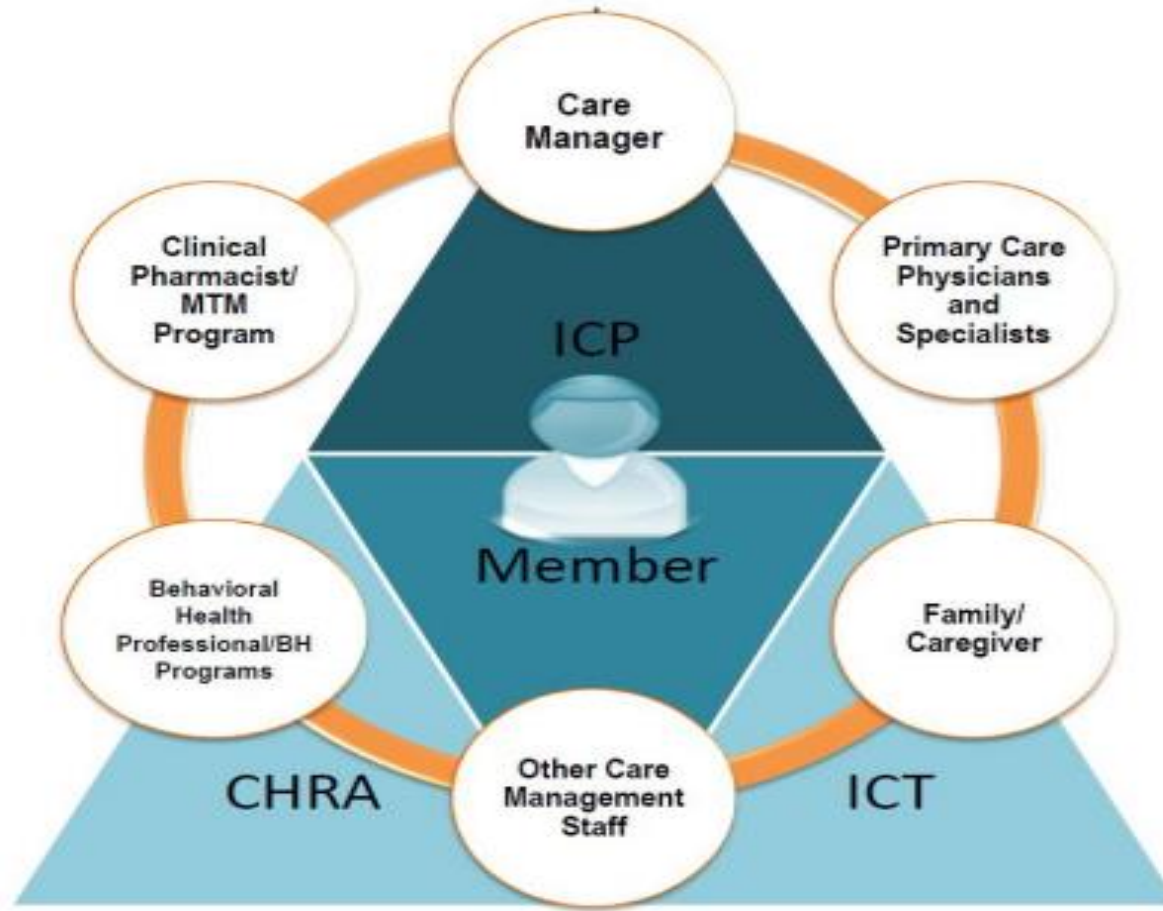 Care
Manager
Clinical
Pharmacist/
MTM
Program
Primary Care
Physicians
and
Specialists
ICP
Member
Behavioral
Health
Professional/BH
Programs
Family/
Caregiver
CHRA
Other Care
Management
Staff
ICT